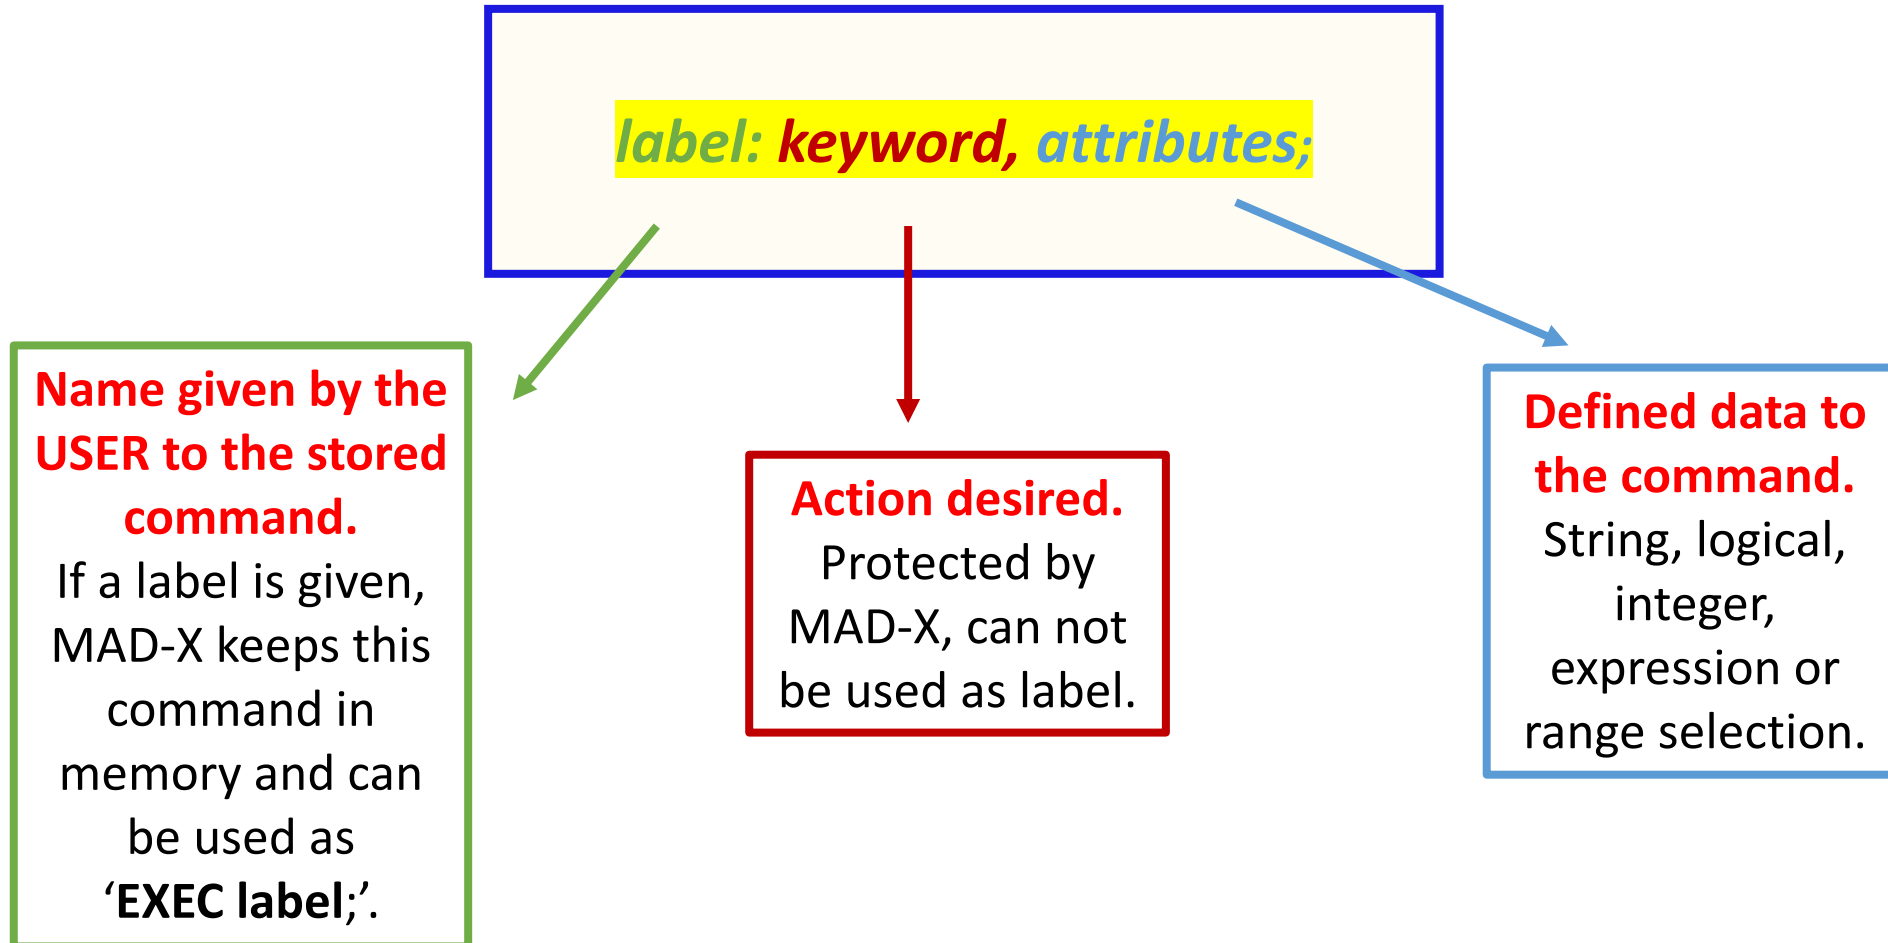 label: keyword, attributes;
Name given by the
USER to the stored
command.
If a label is given,
MAD-X keeps this
command in
memory and can
be used as
‘EXEC label;’.
Action desired.
Protected by
MAD-X, can not
be used as label.
Defined data to
the command.
String, logical,
integer,
expression or
range selection.